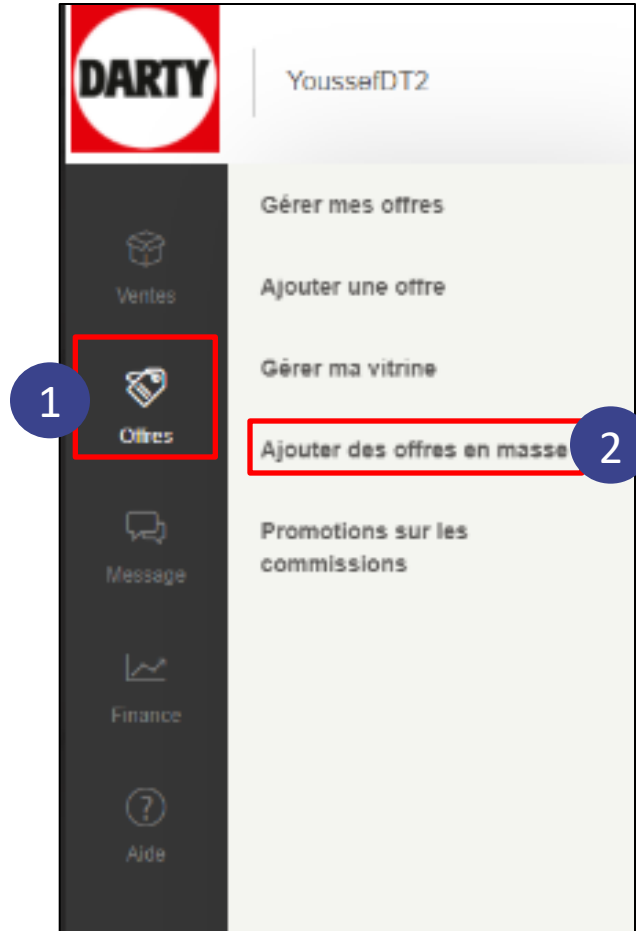 DARTY
YoussefDT2
Gérer mes offres
Ventes
Ajouter une offre
Gérer ma vitrine
1
Offres
Ajouter des offres en masse
2
Promotions sur les
commissions
Message
Finance
Aide